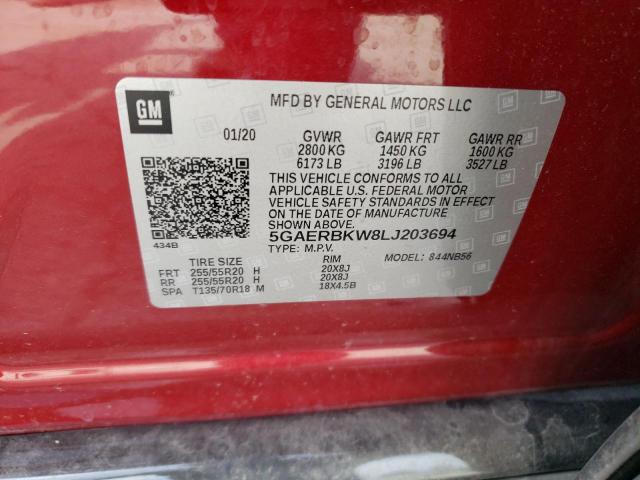 GM
MFD BY GENERAL MOTORS LLC
01/20 GVWR GAWR FRT GAWR RR
2800 KG 1450 KG 1600 KG
6173 LB 3196 LB 3527 LB
THIS VEHICLE CONFORMS TO ALL
APPLICABLE U.S. FEDERAL MOTOR
VEHICLE SAFETY STANDARDS IN EFFECT
ON THE DATE OF MANUFACTURE
SHOWN ABOVE.
434B
5GAERBKW8LJ203694
TYPE: M.P.V. MODEL: 844NB56
TIRE SIZE RIM
FRT 255/55R20 H 20X8J
RR 255/55R20 H 20X8J
SPA T135/70R18 M 18X4.5B